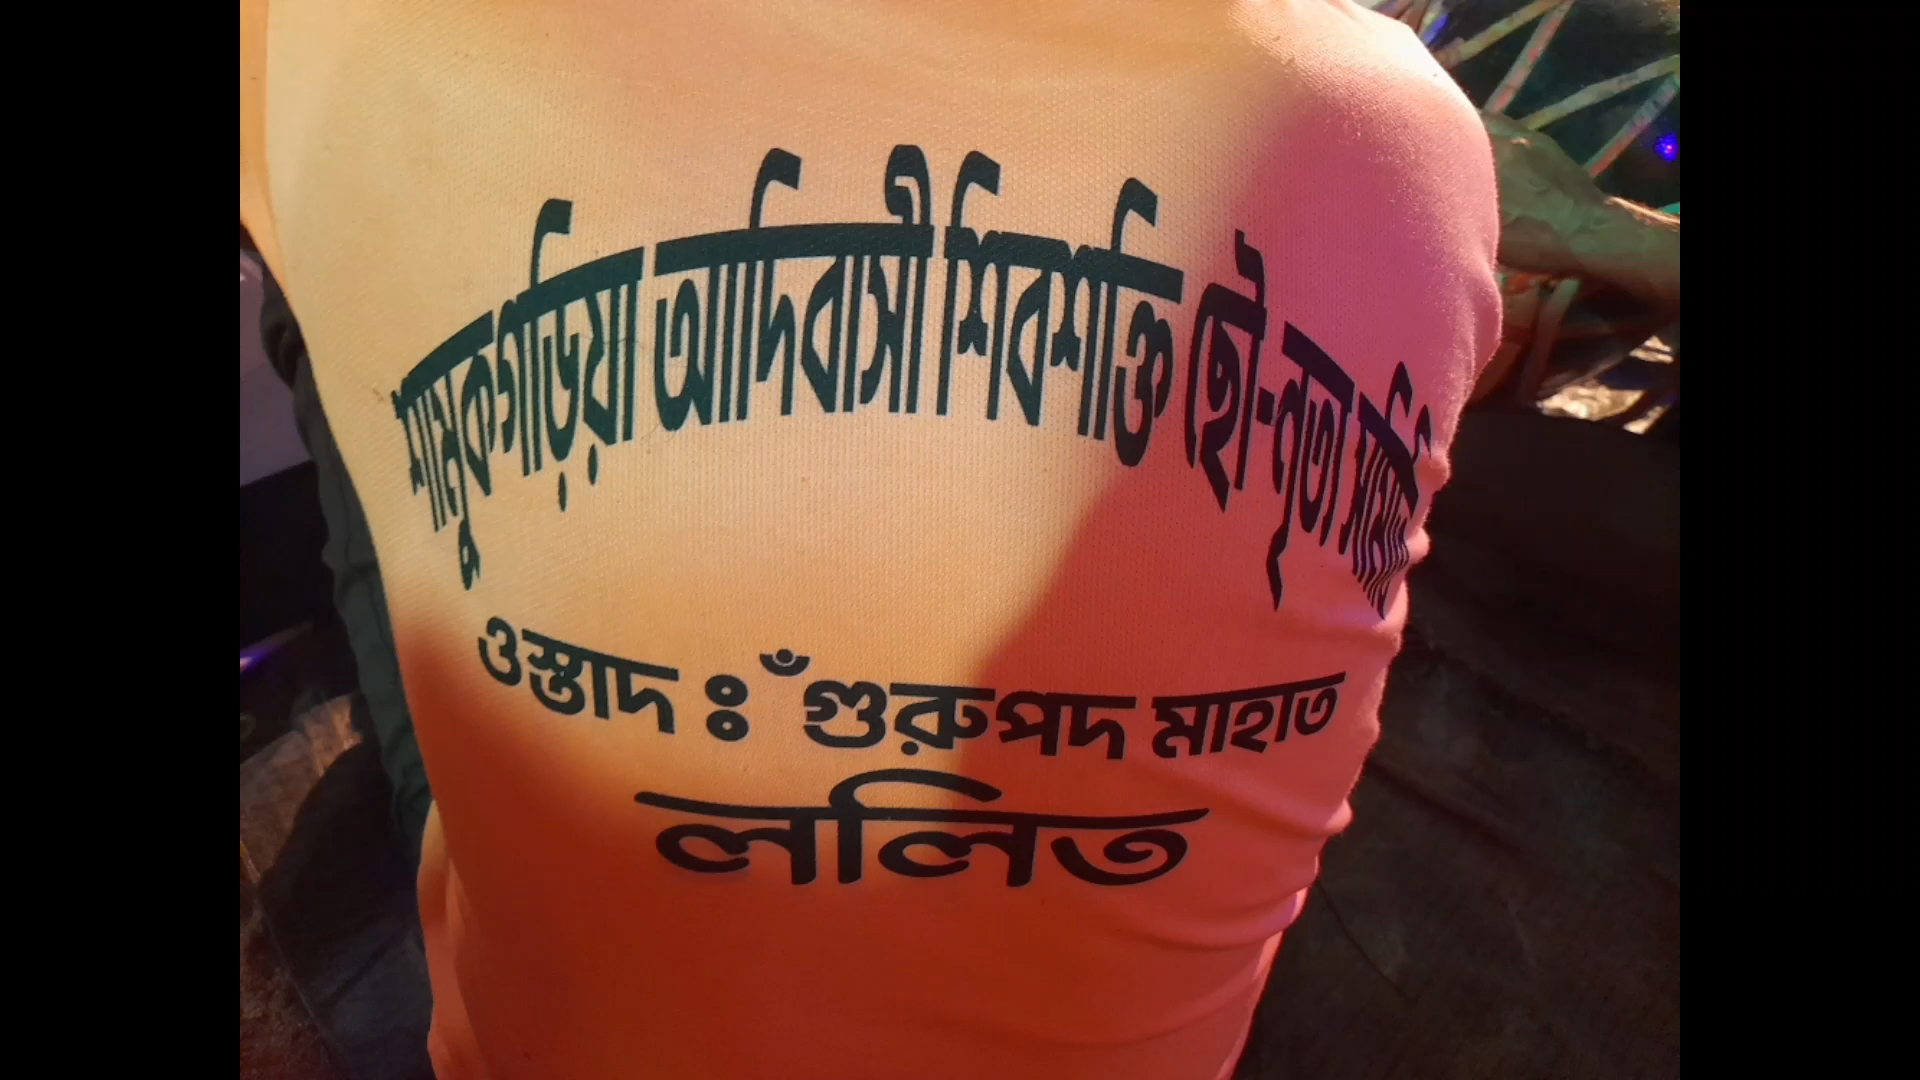 শামুকগড়িয়া আদিবাসী শিবশক্তি ছৌ-নৃত্য সমিতি
ওস্তাদ ঃ ঁগুরুপদ মাহাত
ললিত